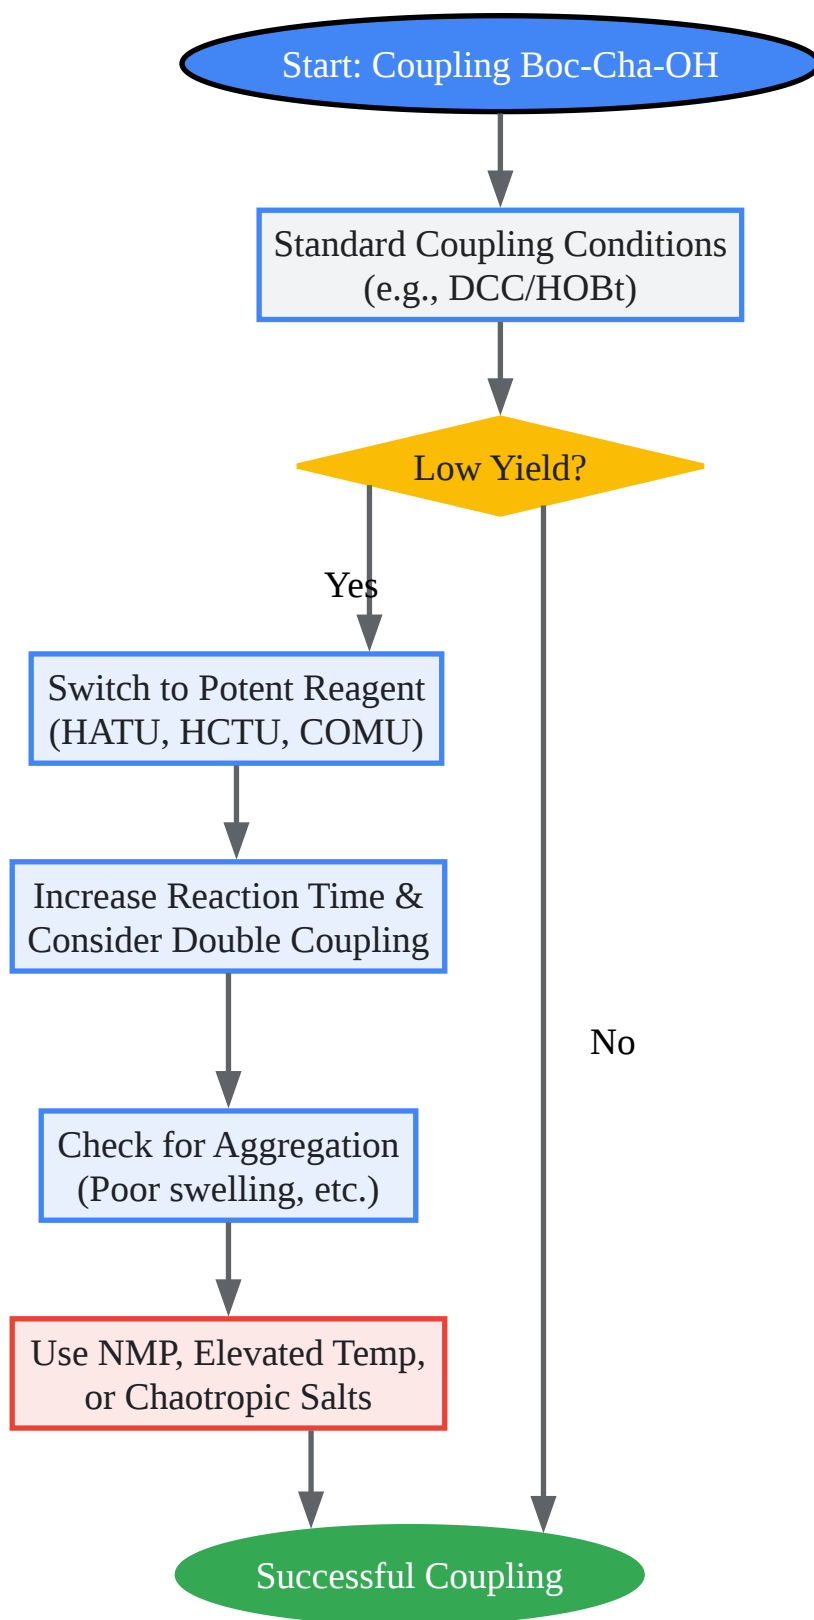 Start: Coupling Boc-Cha-OH
Standard Coupling Conditions
(e.g., DCC/HOBt)
Low Yield?
Yes
Switch to Potent Reagent
(HATU, HCTU, COMU)
Increase Reaction Time &
Consider Double Coupling
No
Check for Aggregation
(Poor swelling, etc.)
Use NMP, Elevated Temp,
or Chaotropic Salts
Successful Coupling